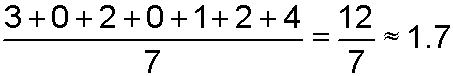 (3+0+2+0+1+2+4)/7 = 12/7 ≈ 1.7